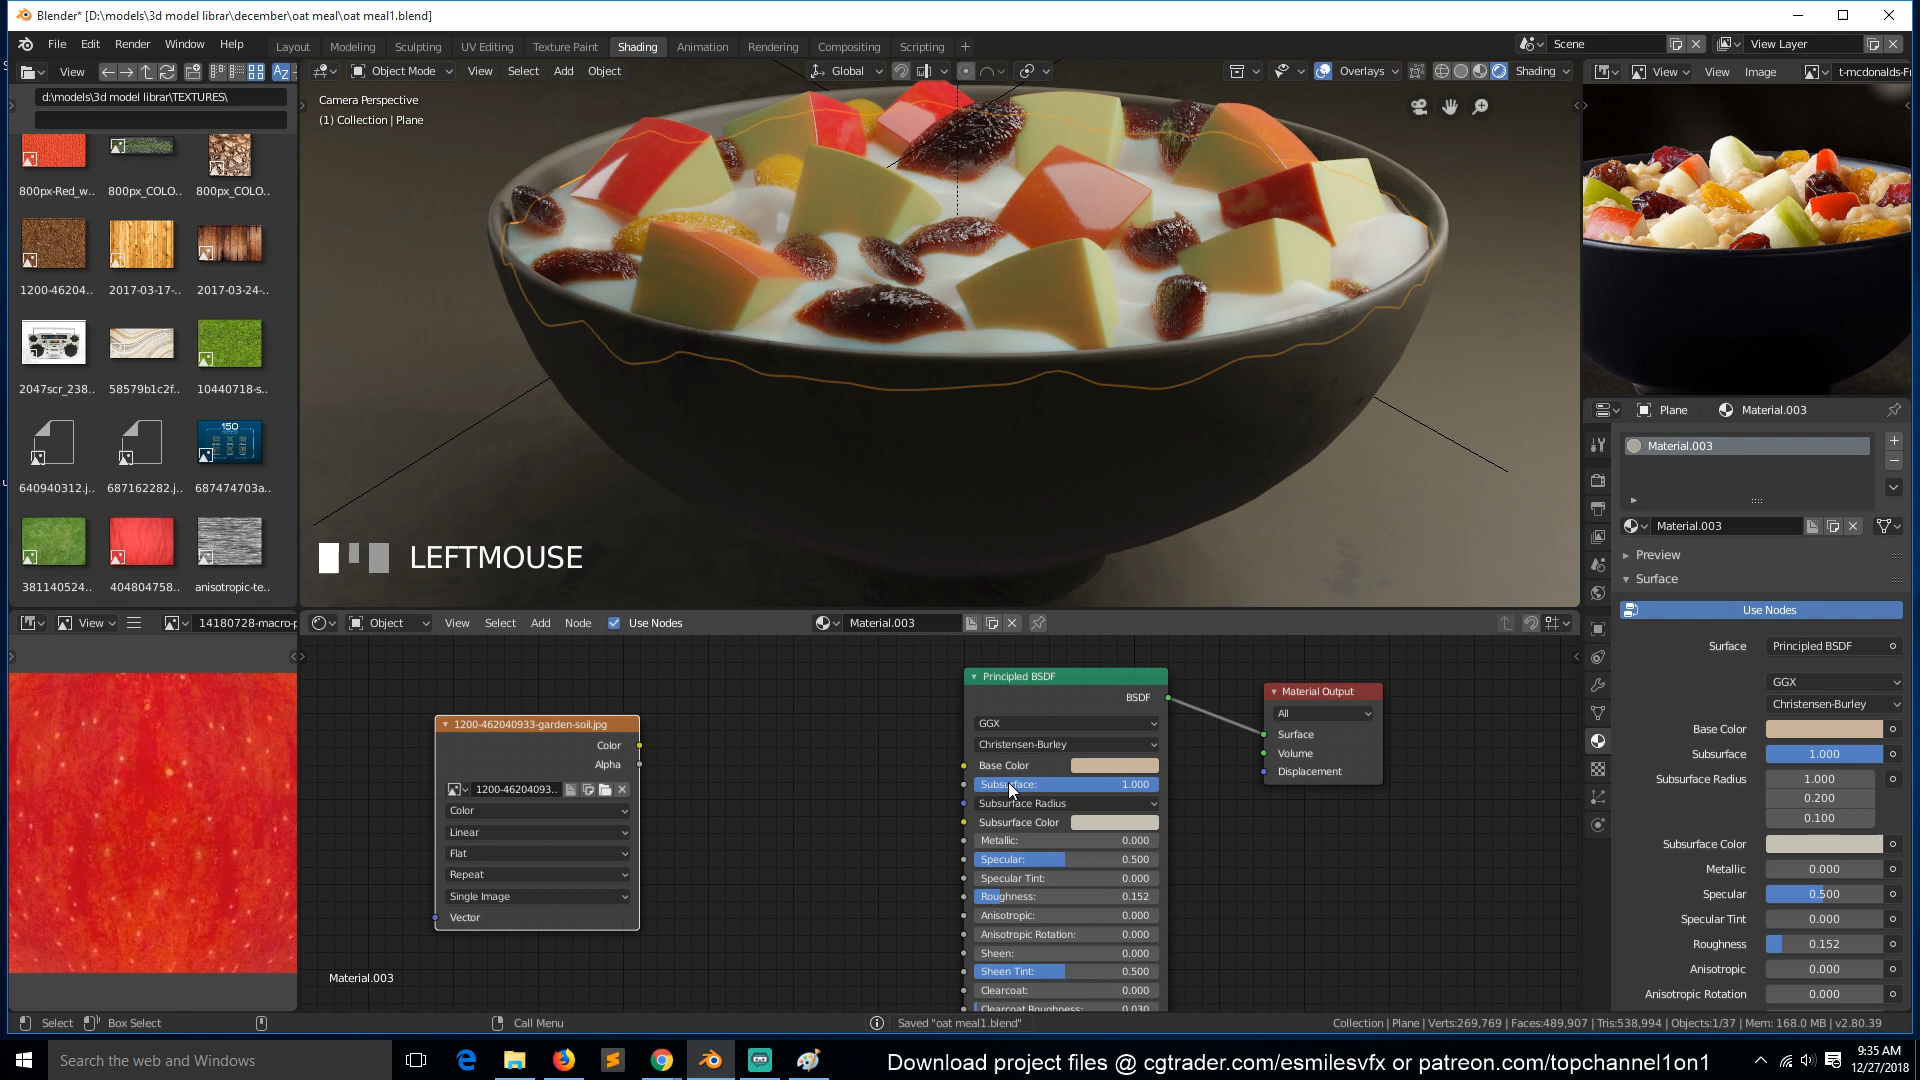 Blender* [D:\models\3d model librar\december\oat meal\oat meal1.blend]
File Edit Render Window Help
Layout Modeling Sculpting UV Editing Texture Paint Shading Animation Rendering Compositing Scripting
Scene
View Layer
View
Object Mode View Select Add Object
Global
Overlays
Shading
View View Image
d:\models\3d model librar\TEXTURES\
Camera Perspective
(1) Collection | Plane
800px-Red_w.. 800px_COLO.. 800px_COLO..
1200-46204.. 2017-03-17-.. 2017-03-24-..
2047scr_238.. 58579b1c2f.. 10440718-s..
150
640940312.j.. 687162282.j.. 687474703a..
381140524.. 404804758.. anisotropic-te..
LEFTMOUSE
Plane Material.003
Material.003
Material.003
Preview
Surface
Use Nodes
Surface Principled BSDF
GGX
Christensen-Burley
Base Color
Subsurface 1.000
Subsurface Radius 1.000
0.200
0.100
Subsurface Color
Metallic 0.000
Specular 0.500
Specular Tint 0.000
Roughness 0.152
Anisotropic 0.000
Anisotropic Rotation 0.000
View
14180728-macro-p
Object View Select Add Node Use Nodes
Material.003
1200-462040933-garden-soil.jpg
Color
Alpha
1200-46204093..
Color
Linear
Flat
Repeat
Single Image
Vector
Principled BSDF
BSDF
GGX
Christensen-Burley
Base Color
Subsurface: 1.000
Subsurface Radius
Subsurface Color
Metallic: 0.000
Specular: 0.500
Specular Tint: 0.000
Roughness: 0.152
Anisotropic: 0.000
Anisotropic Rotation: 0.000
Sheen: 0.000
Sheen Tint: 0.500
Clearcoat: 0.000
Clearcoat Roughness: 0.030
Material Output
All
Surface
Volume
Displacement
Material.003
Select Box Select Call Menu
Saved "oat meal1.blend"
Collection | Plane | Verts:269,769 | Faces:489,907 | Tris:538,994 | Objects:1/37 | Mem: 168.0 MB | v2.80.39
Search the web and Windows
Download project files @ cgtrader.com/esmilesvfx or patreon.com/topchannel1on1
9:35 AM
12/27/2018